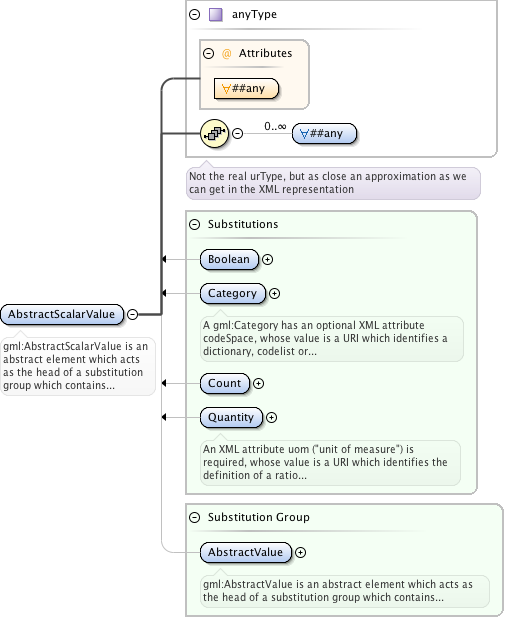 anyType
@ Attributes
∀##any
0..∞
∀##any
Not the real urType, but as close an approximation as we
can get in the XML representation
Substitutions
Boolean
Category
A gml:Category has an optional XML attribute
codeSpace, whose value is a URI which identifies a
dictionary, codelist or...
AbstractScalarValue
gml:AbstractScalarValue is an
abstract element which acts
as the head of a substitution
group which contains...
Count
Quantity
An XML attribute uom ("unit of measure") is
required, whose value is a URI which identifies the
definition of a ratio...
Substitution Group
AbstractValue
gml:AbstractValue is an abstract element which acts as
the head of a substitution group which contains...